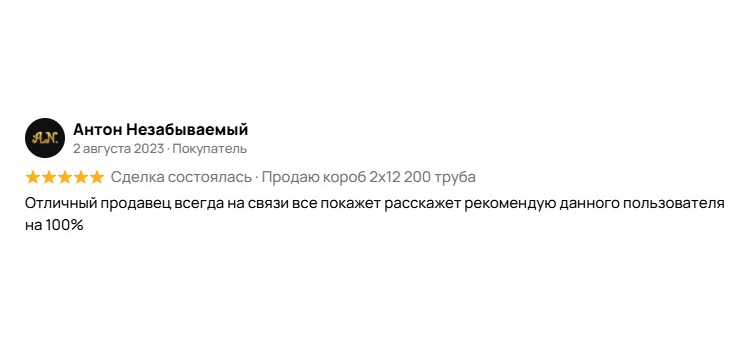 A.N.
Антон Незабываемый
2 августа 2023 · Покупатель
Сделка состоялась · Продаю короб 2х12 200 труба
Отличный продавец всегда на связи все покажет расскажет рекомендую данного пользователя
на 100%